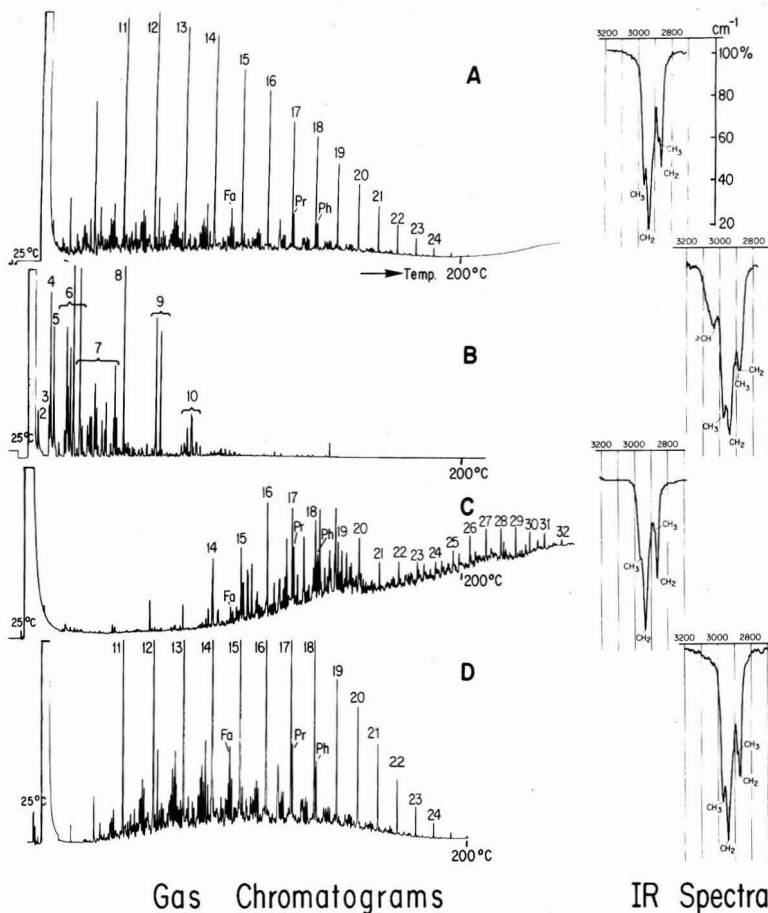 11 12 13 14 15 16 17 18 19 20 21 22 23 24
A
Fa Pr Ph
25°C
Temp. 200°C
3200 3000 2800 cm⁻¹
100%
80
60
40
20
CH₃ CH₂ CH₃ CH₂
2 3 4 5 6 7 8 9 10
B
25°C
200°C
3200 3000 2800
>CH CH₃ CH₂ CH₃ CH₂
14 15 16 17 18 19 20 21 22 23 24 25 26 27 28 29 30 31 32
C
Fa Pr Ph
25°C
200°C
3200 3000 2800
CH₃ CH₂ CH₃ CH₂
11 12 13 14 15 16 17 18 19 20 21 22 23 24
D
Fa Pr Ph
25°C
200°C
3200 3000 2800
CH₃ CH₂ CH₃ CH₂
Gas Chromatograms IR Spectra